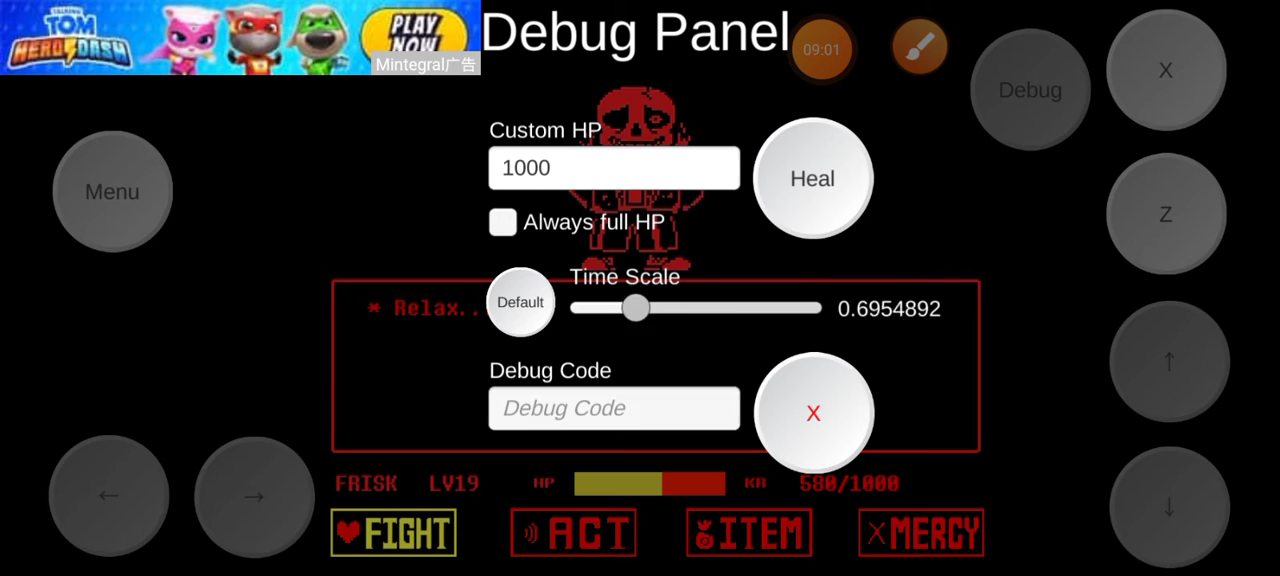 TALKING
TOM
HERO DASH
PLAY
NOW
Mintegral广告
Debug Panel
09:01
Debug
X
Menu
Custom HP
1000
Heal
Always full HP
Z
Time Scale
* Relax..
Default
0.6954892
Debug Code
Debug Code
X
↑
← →
↓
FRISK LV19 HP KR 580/1000
FIGHT ACT ITEM MERCY